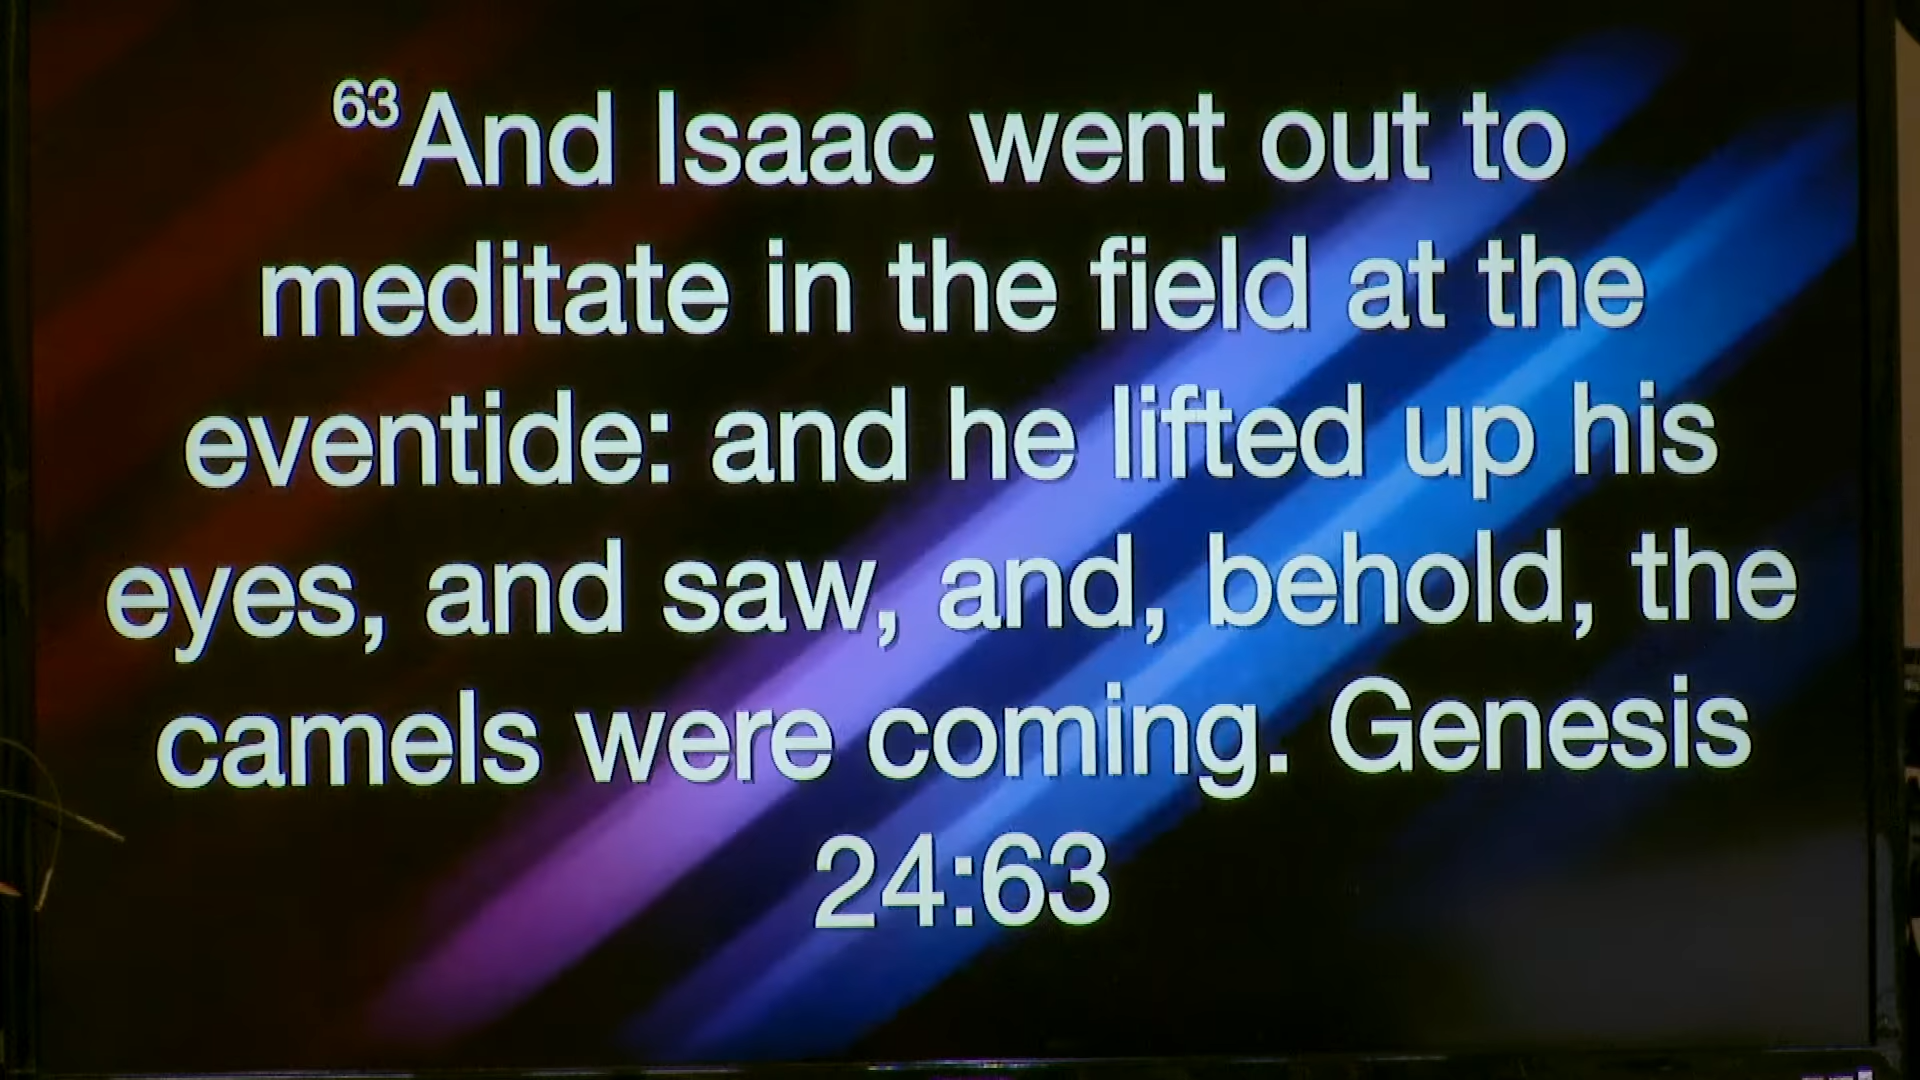 63And Isaac went out to
meditate in the field at the
eventide: and he lifted up his
eyes, and saw, and, behold, the
camels were coming. Genesis
24:63